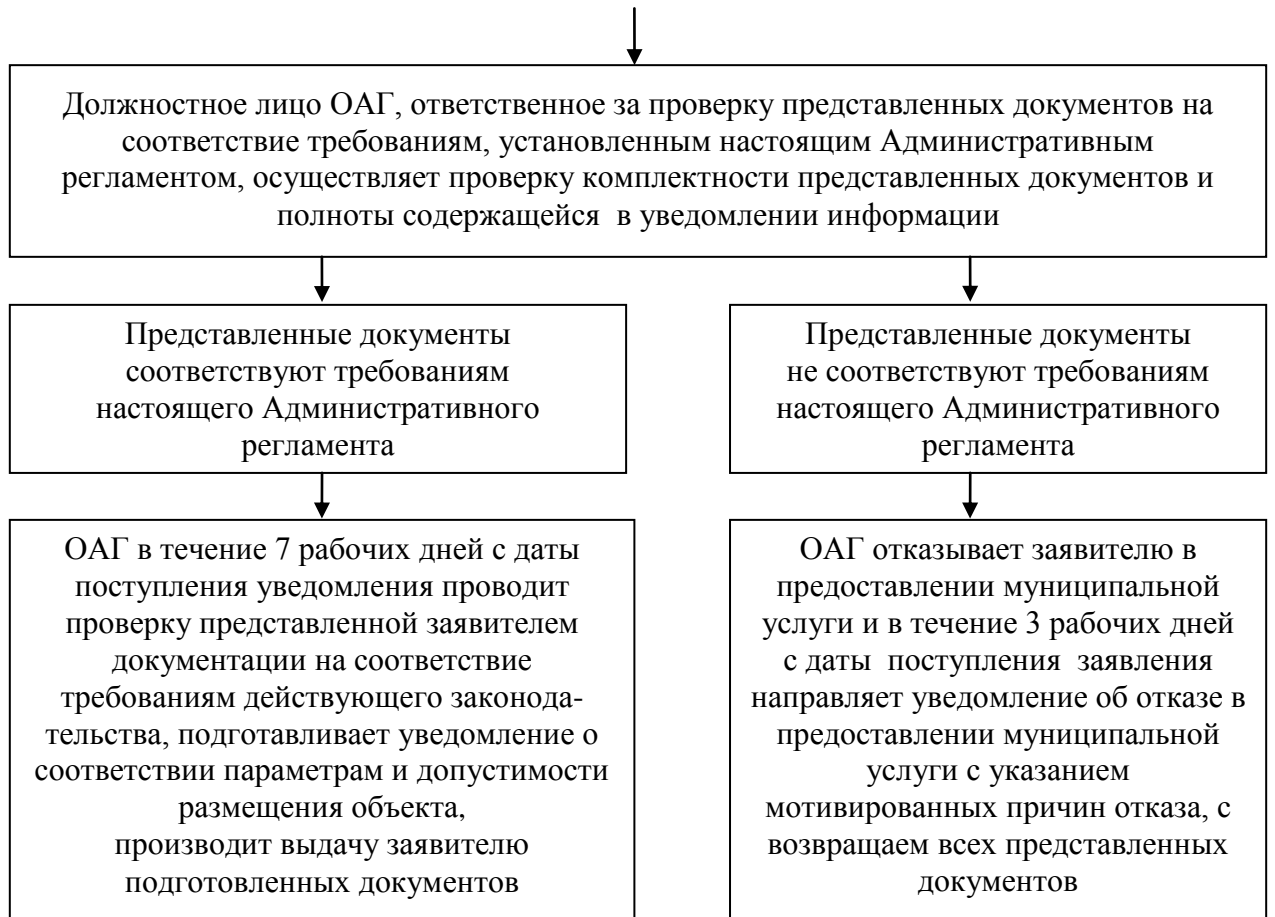 Должностное лицо ОАГ, ответственное за проверку представленных документов на
соответствие требованиям, установленным настоящим Административным
регламентом, осуществляет проверку комплектности представленных документов и
полноты содержащейся в уведомлении информации
Представленные документы
соответствуют требованиям
настоящего Административного
регламента
Представленные документы
не соответствуют требованиям
настоящего Административного
регламента
ОАГ в течение 7 рабочих дней с даты
поступления уведомления проводит
проверку представленной заявителем
документации на соответствие
требованиям действующего законода-
тельства, подготавливает уведомление о
соответствии параметрам и допустимости
размещения объекта,
производит выдачу заявителю
подготовленных документов
ОАГ отказывает заявителю в
предоставлении муниципальной
услуги и в течение 3 рабочих дней
с даты поступления заявления
направляет уведомление об отказе в
предоставлении муниципальной
услуги с указанием
мотивированных причин отказа, с
возвращаем всех представленных
документов